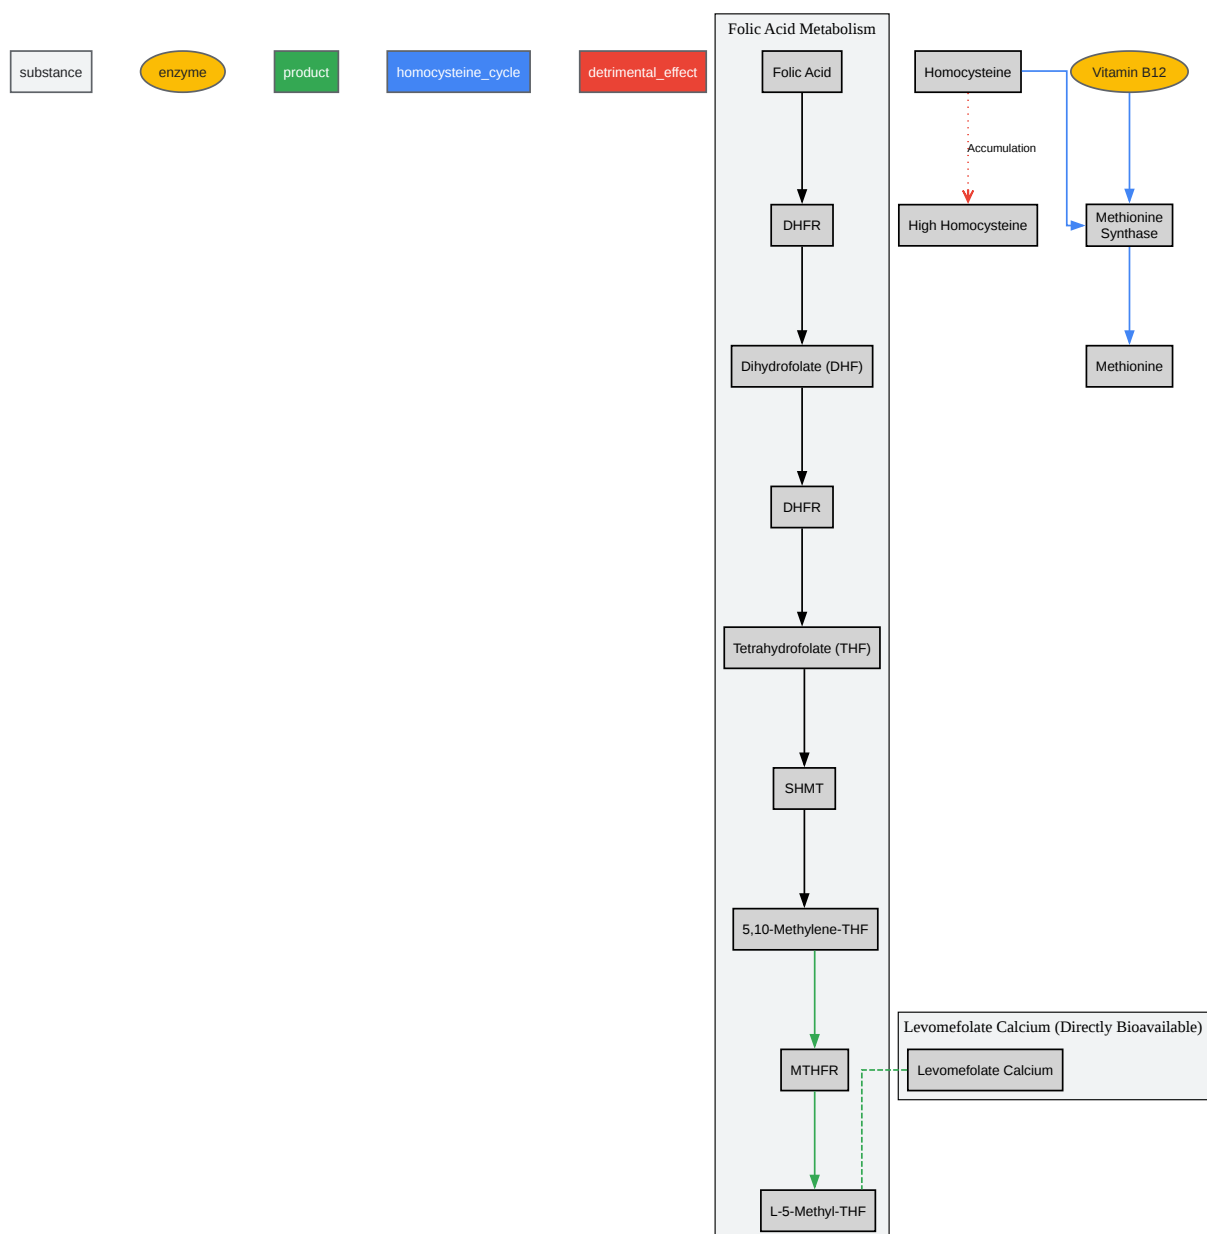 Folic Acid Metabolism
substance
enzyme
product
homocysteine_cycle
detrimental_effect
Folic Acid
Homocysteine
Vitamin B12
Accumulation
DHFR
High Homocysteine
Methionine
Synthase
Dihydrofolate (DHF)
Methionine
DHFR
Tetrahydrofolate (THF)
SHMT
5,10-Methylene-THF
Levomefolate Calcium (Directly Bioavailable)
MTHFR
Levomefolate Calcium
L-5-Methyl-THF